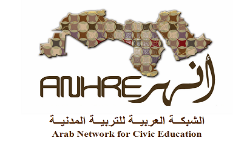 ANHRE أنهر
الشبكة العربية للتربية المدنية
Arab Network for Civic Education